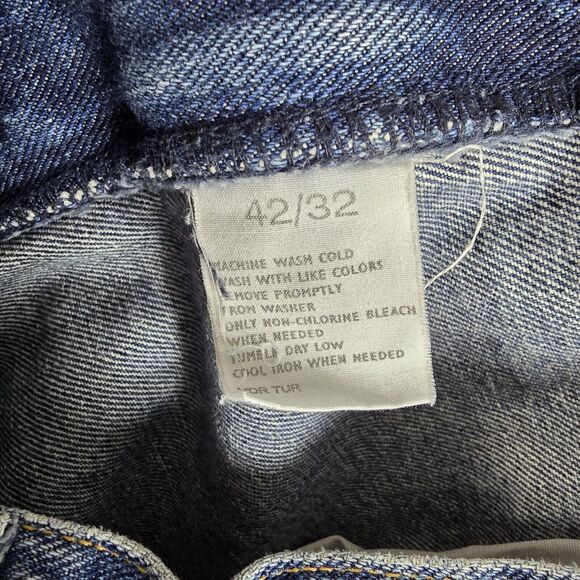 42/32
MACHINE WASH COLD
WASH WITH LIKE COLORS
REMOVE PROMPTLY
FROM WASHER
ONLY NON-CHLORINE BLEACH
WHEN NEEDED
TUMBLE DRY LOW
COOL IRON WHEN NEEDED
TUR